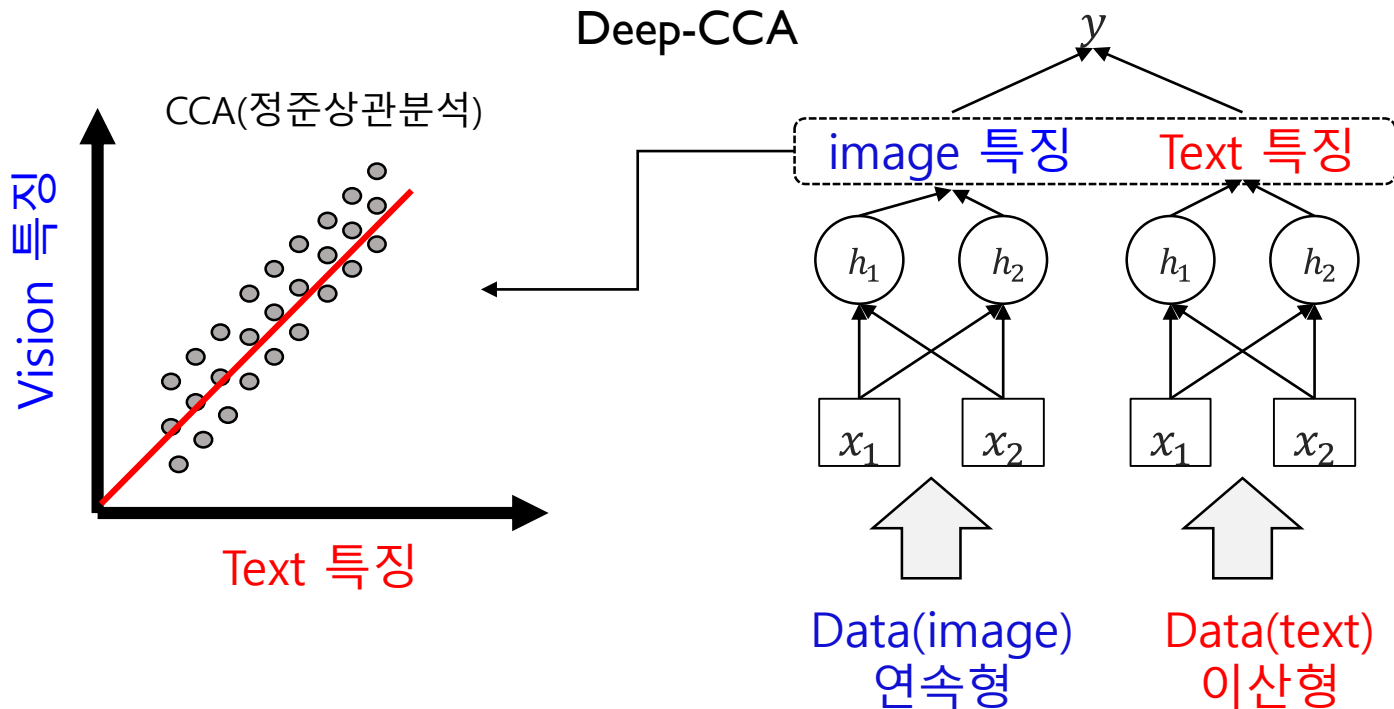 Deep-CCA
CCA(정준상관분석)
Vision 특징
Text 특징
y
image 특징 Text 특징
h₁ h₂ h₁ h₂
x₁ x₂ x₁ x₂
Data(image) Data(text)
연속형 이산형